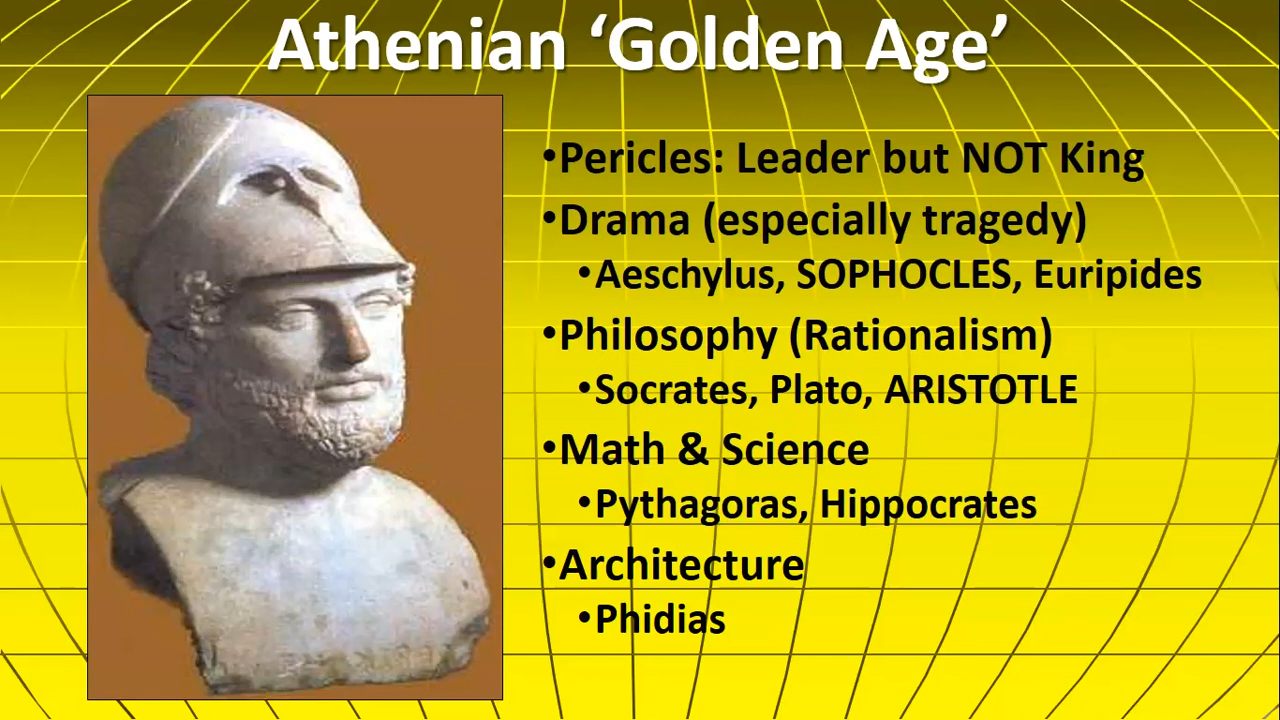 Athenian ‘Golden Age’
•Pericles: Leader but NOT King
•Drama (especially tragedy)
•Aeschylus, SOPHOCLES, Euripides
•Philosophy (Rationalism)
•Socrates, Plato, ARISTOTLE
•Math & Science
•Pythagoras, Hippocrates
•Architecture
•Phidias